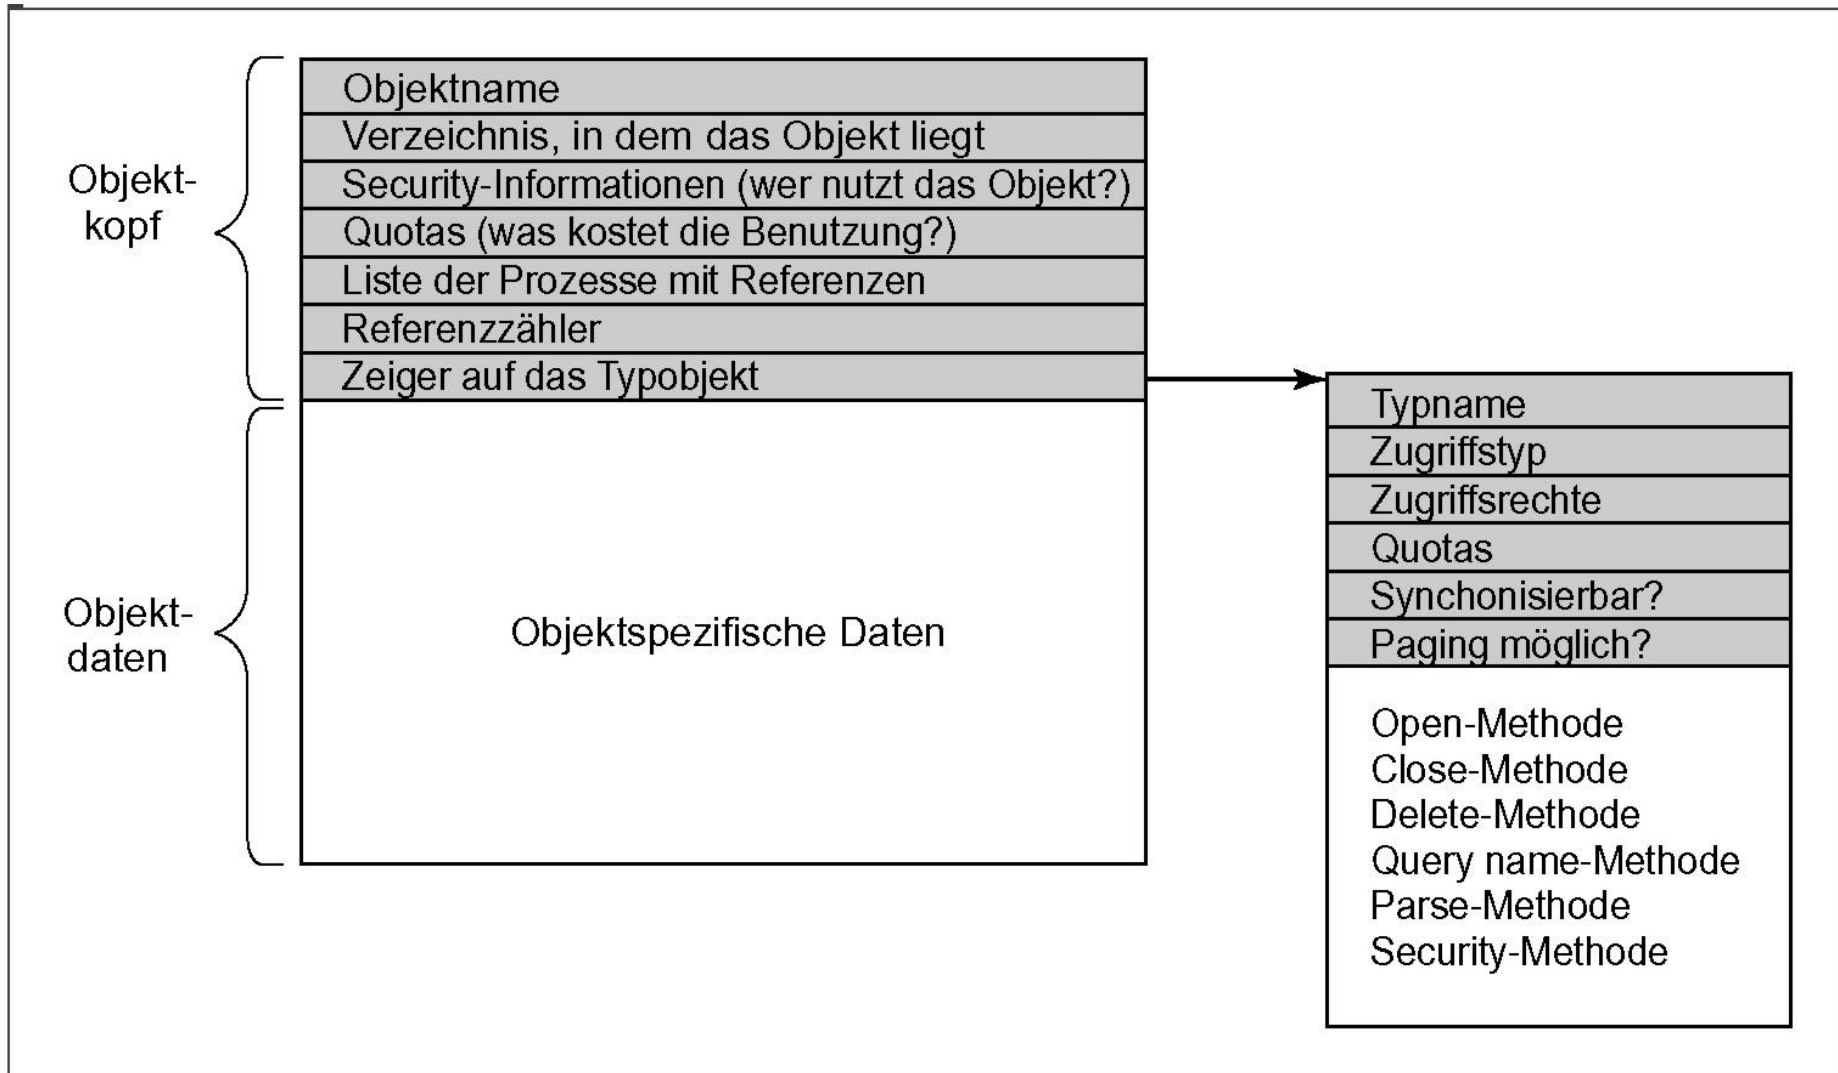 Objekt-
kopf
Objektname
Verzeichnis, in dem das Objekt liegt
Security-Informationen (wer nutzt das Objekt?)
Quotas (was kostet die Benutzung?)
Liste der Prozesse mit Referenzen
Referenzzähler
Zeiger auf das Typobjekt
Objekt-
daten
Objektspezifische Daten
Typname
Zugriffstyp
Zugriffsrechte
Quotas
Synchonisierbar?
Paging möglich?
Open-Methode
Close-Methode
Delete-Methode
Query name-Methode
Parse-Methode
Security-Methode